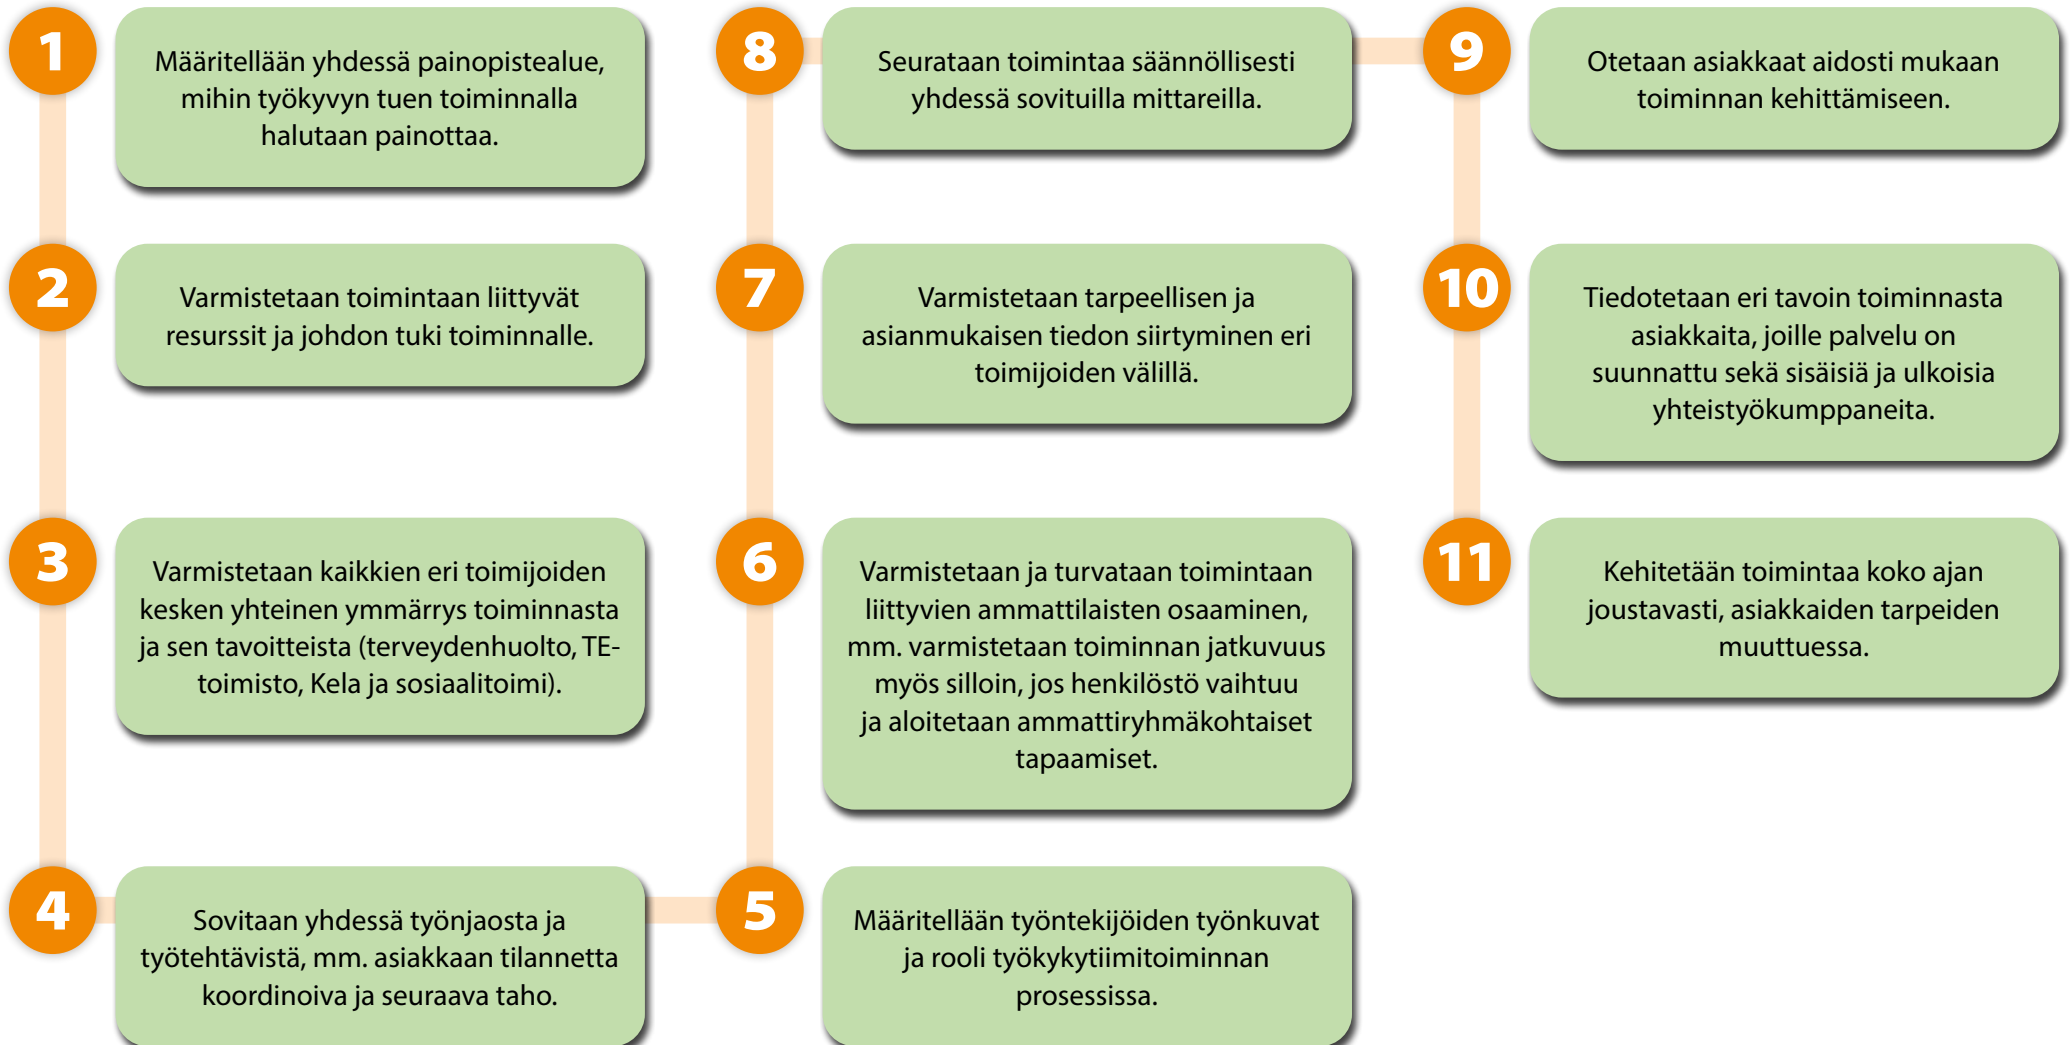 1
Määritellään yhdessä painopistealue,
mihin työkyvyn tuen toiminnalla
halutaan painottaa.
2
Varmistetaan toimintaan liittyvät
resurssit ja johdon tuki toiminnalle.
3
Varmistetaan kaikkien eri toimijoiden
kesken yhteinen ymmärrys toiminnasta
ja sen tavoitteista (terveydenhuolto, TE-
toimisto, Kela ja sosiaalitoimi).
4
Sovitaan yhdessä työnjaosta ja
työtehtävistä, mm. asiakkaan tilannetta
koordinoiva ja seuraava taho.
5
Määritellään työntekijöiden työnkuvat
ja rooli työkykytiimitoiminnan
prosessissa.
6
Varmistetaan ja turvataan toimintaan
liittyvien ammattilaisten osaaminen,
mm. varmistetaan toiminnan jatkuvuus
myös silloin, jos henkilöstö vaihtuu
ja aloitetaan ammattiryhmäkohtaiset
tapaamiset.
7
Varmistetaan tarpeellisen ja
asianmukaisen tiedon siirtyminen eri
toimijoiden välillä.
8
Seurataan toimintaa säännöllisesti
yhdessä sovituilla mittareilla.
9
Otetaan asiakkaat aidosti mukaan
toiminnan kehittämiseen.
10
Tiedotetaan eri tavoin toiminnasta
asiakkaita, joille palvelu on
suunnattu sekä sisäisiä ja ulkoisia
yhteistyökumppaneita.
11
Kehitetään toimintaa koko ajan
joustavasti, asiakkaiden tarpeiden
muuttuessa.